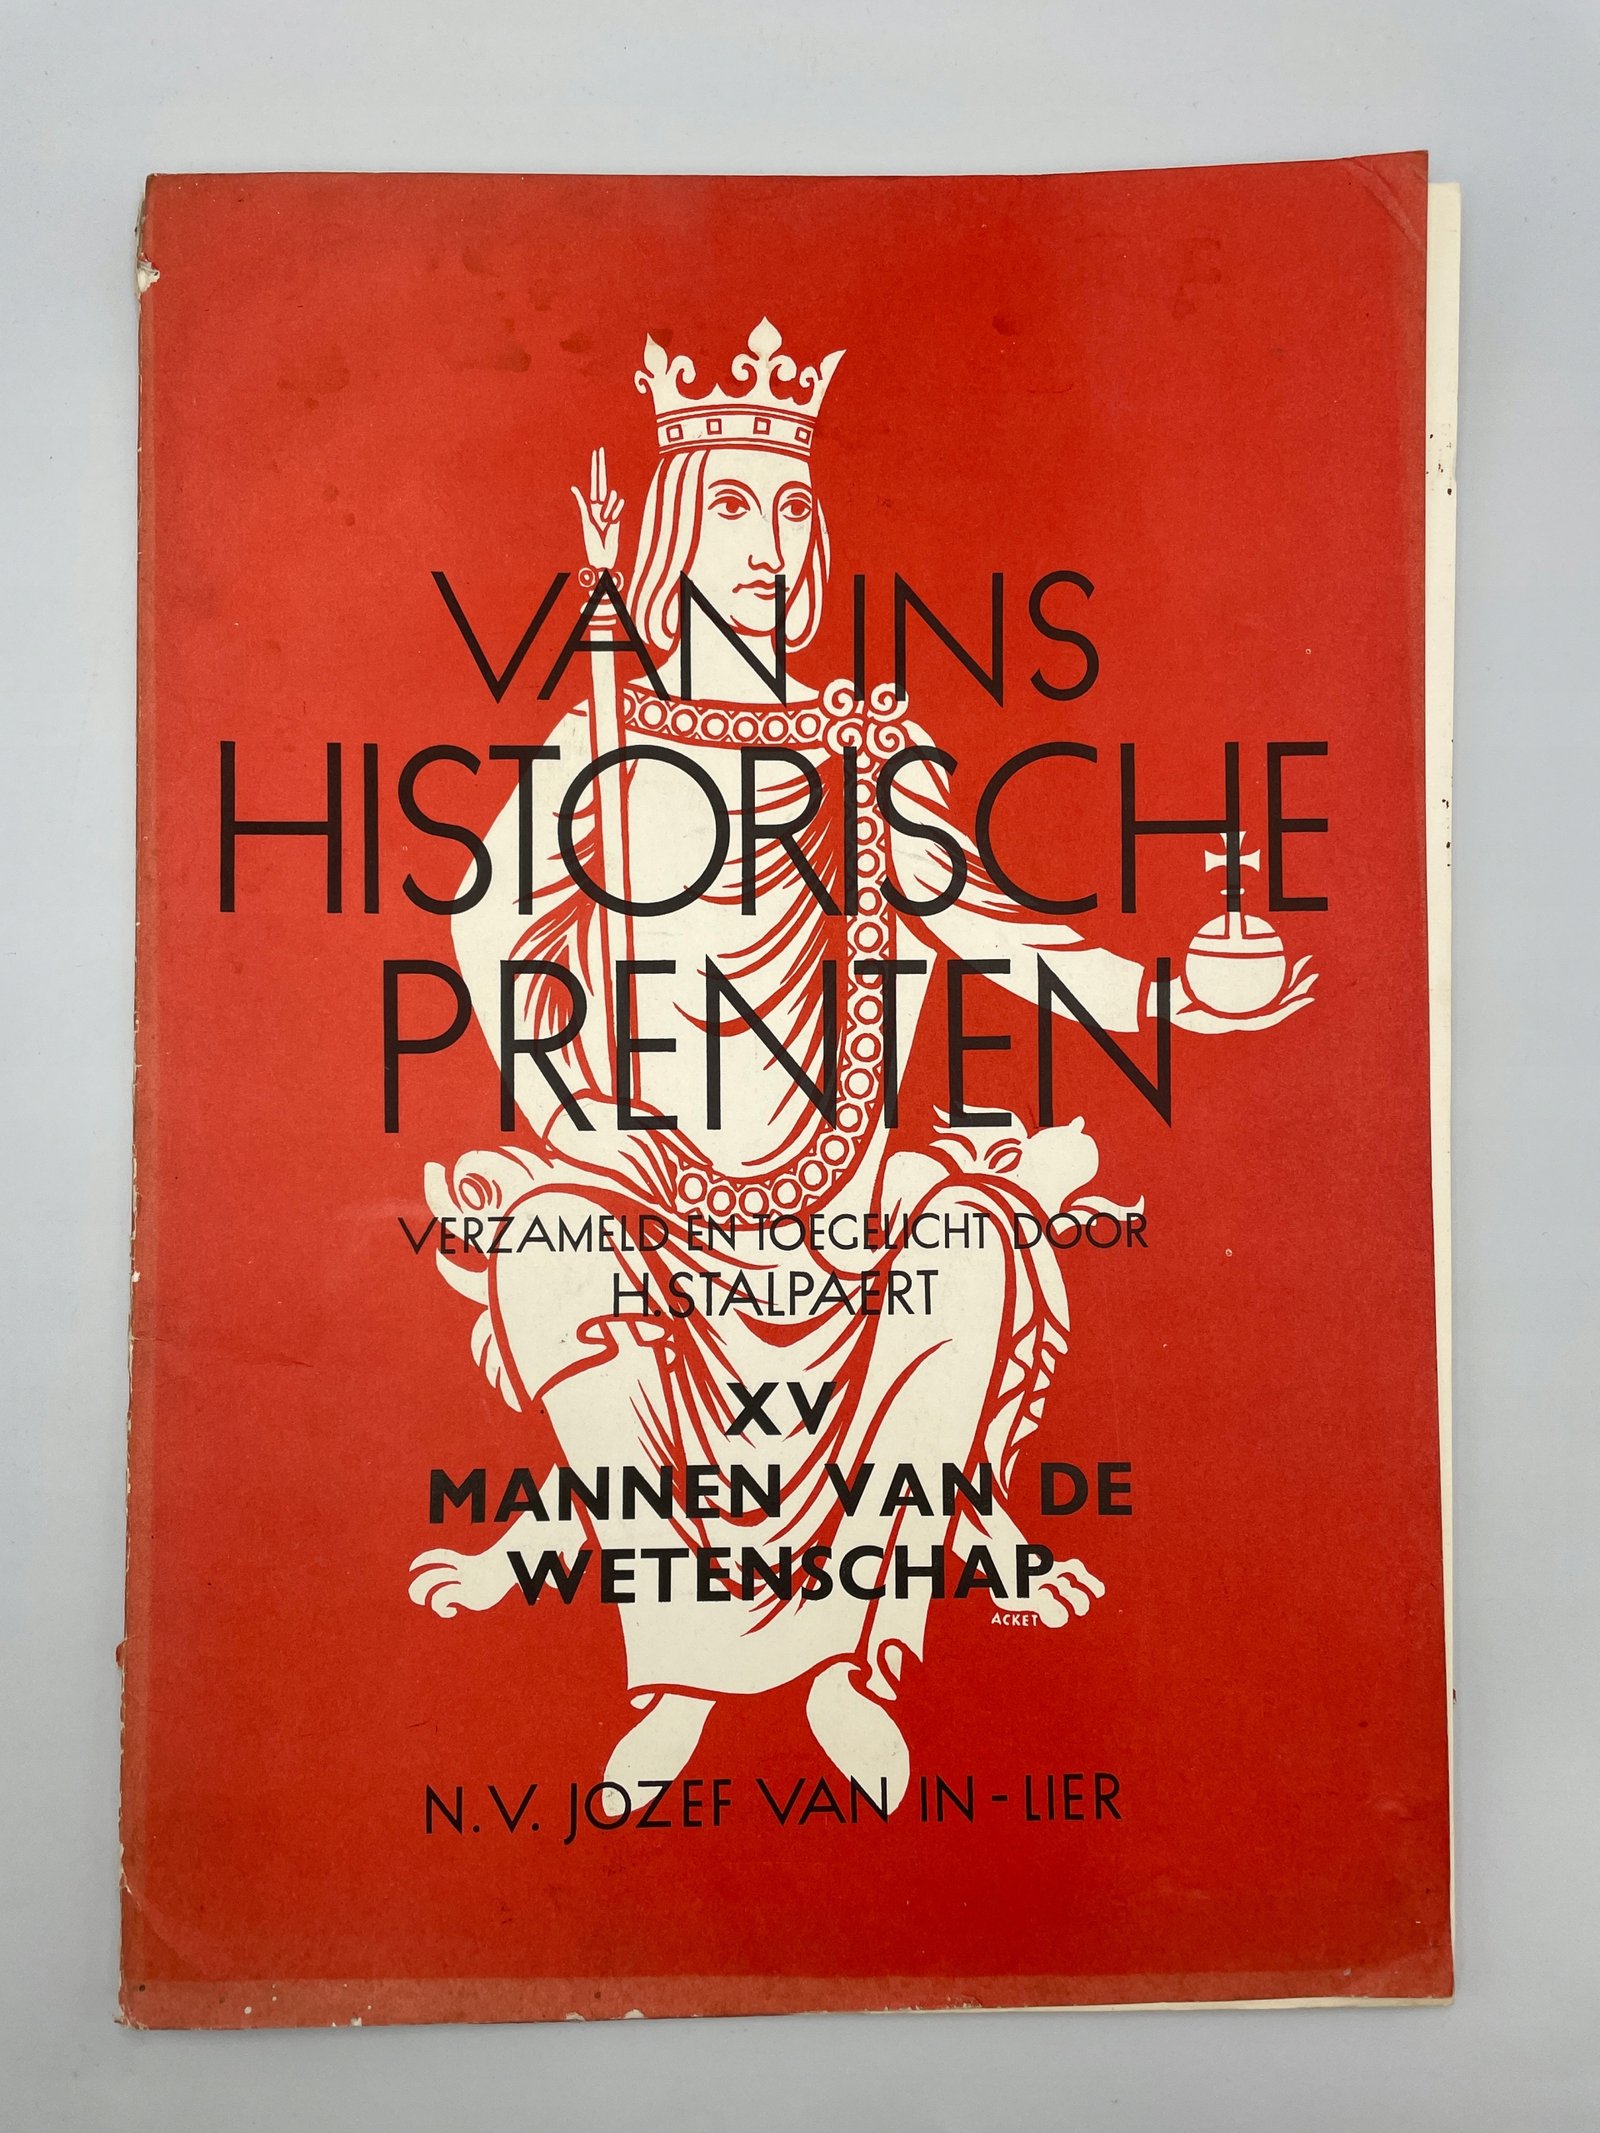 VAN INS
HISTORISCHE
PRENTEN
VERZAMELD EN TOEGELICHT DOOR
H. STALPAERT
XV
MANNEN VAN DE
WETENSCHAP
ACKET
N.V. JOZEF VAN IN - LIER